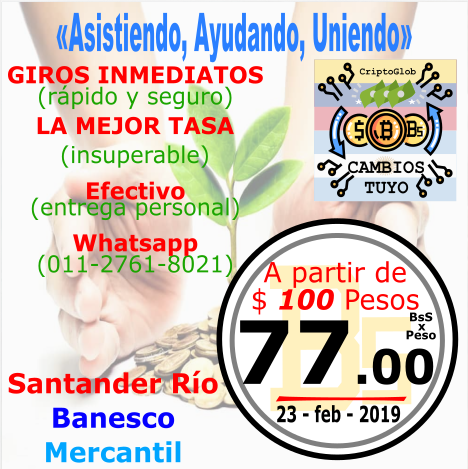 «Asistiendo, Ayudando, Uniendo»
GIROS INMEDIATOS
(rápido y seguro)
LA MEJOR TASA
(insuperable)
Efectivo
(entrega personal)
Whatsapp
(011-2761-8021)
CriptoGlob
$ B Bs
CAMBIOS
TUYO
A partir de
$ 100 Pesos
77.00
BsS
x
Peso
23 - feb - 2019
Santander Río
Banesco
Mercantil